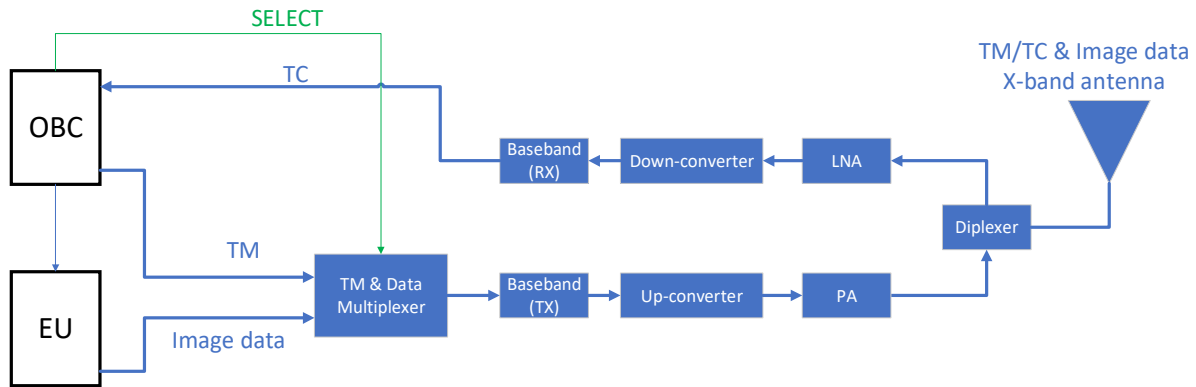 SELECT
TM/TC & Image data
X-band antenna
TC
OBC
Baseband
(RX)
Down-converter
LNA
Diplexer
TM
TM & Data
Multiplexer
Baseband
(TX)
Up-converter
PA
EU
Image data